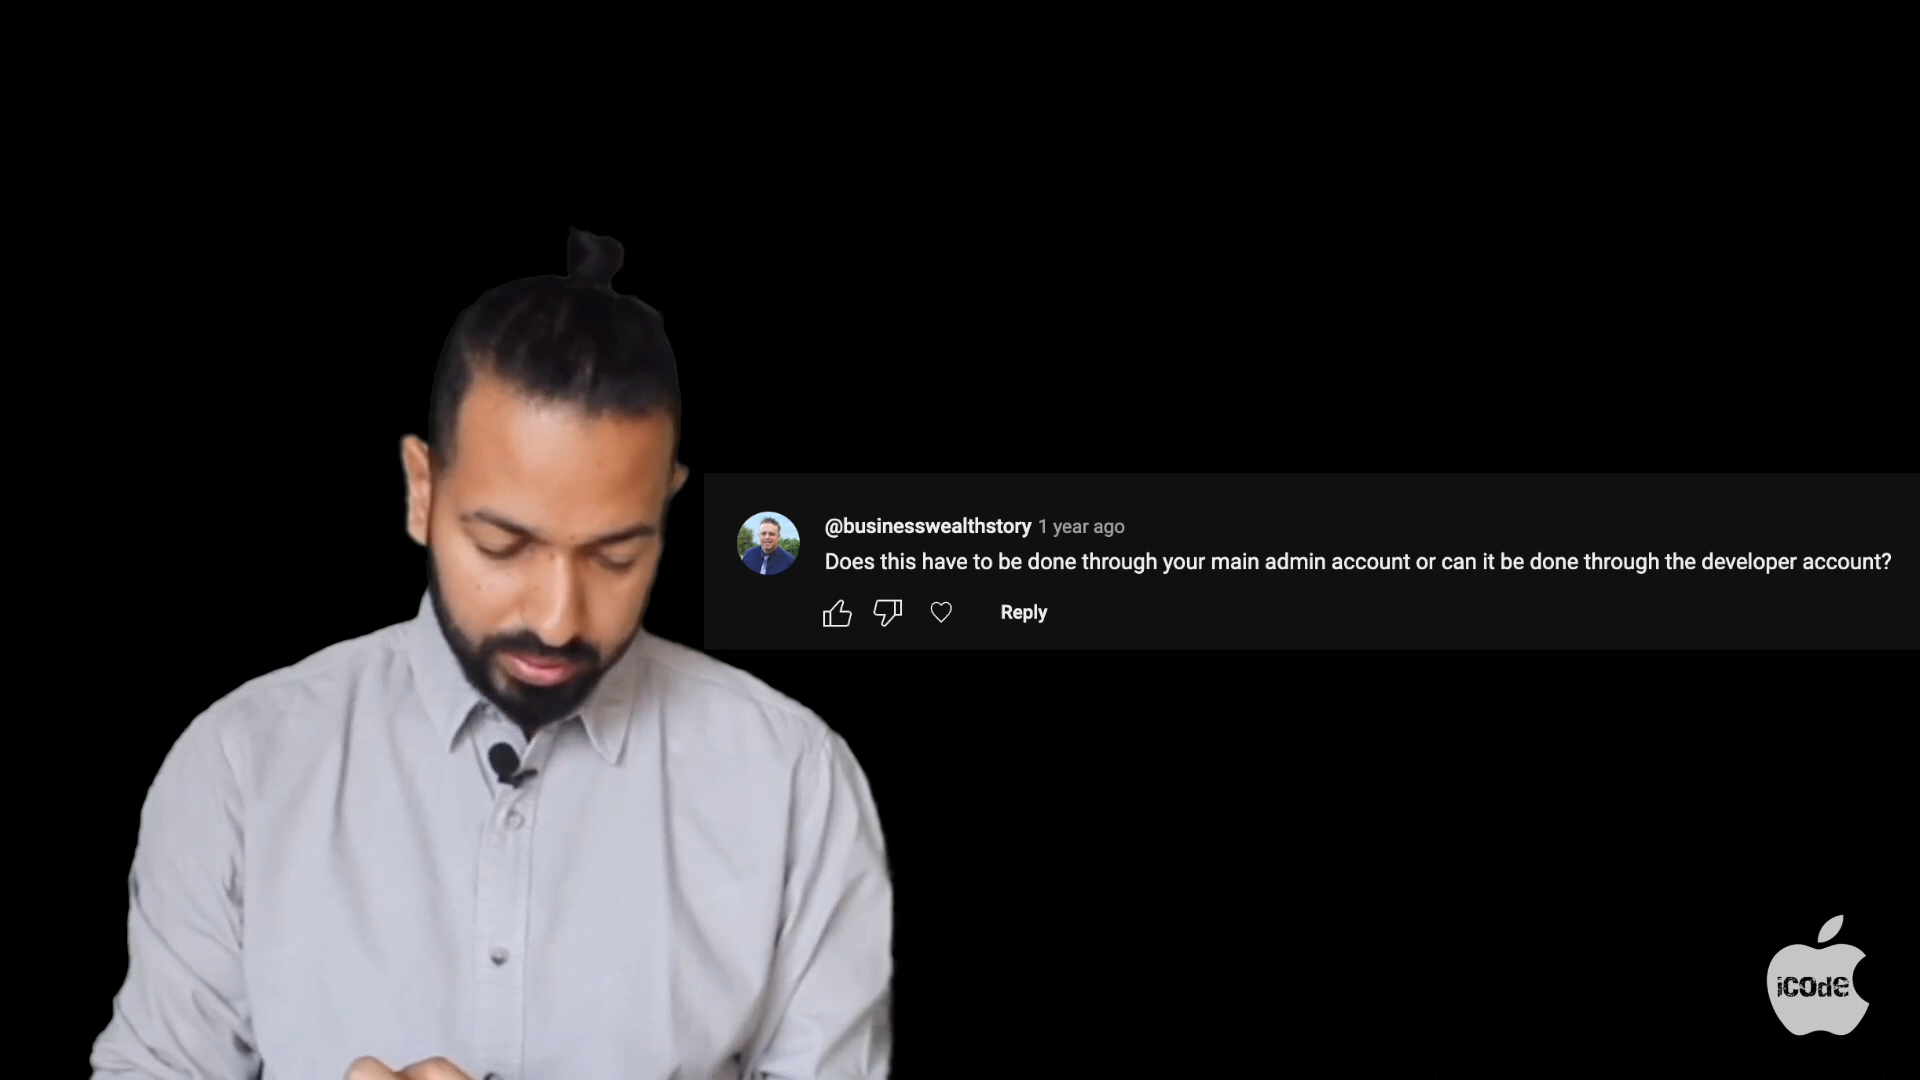 @businesswealthstory 1 year ago
Does this have to be done through your main admin account or can it be done through the developer account?
Reply
iCOdE